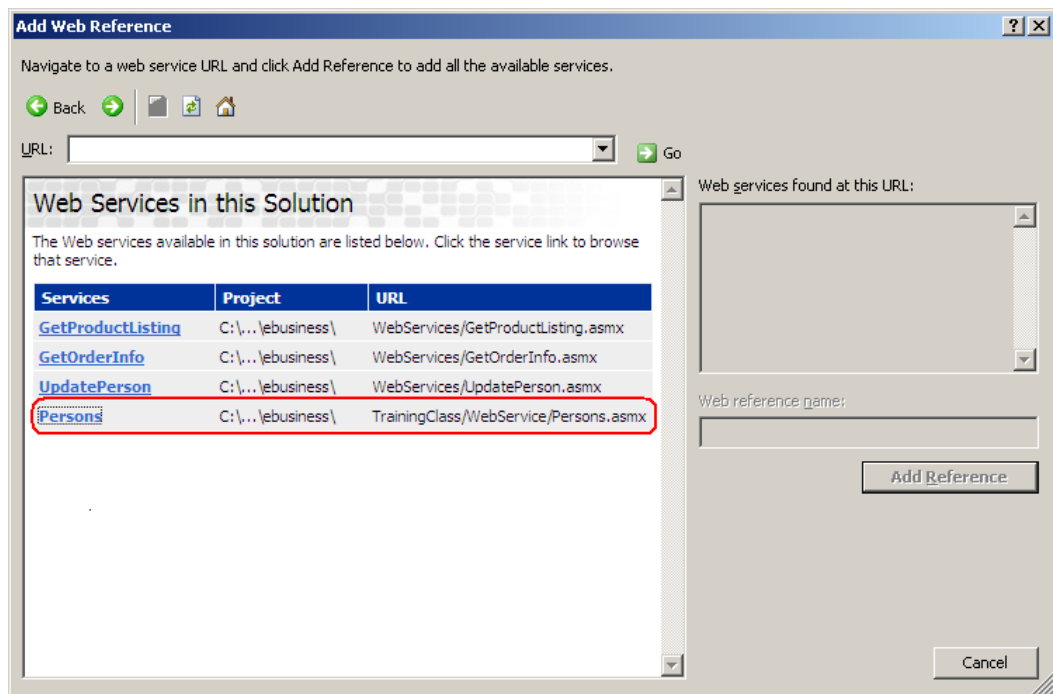 Add Web Reference
Navigate to a web service URL and click Add Reference to add all the available services.
Back
URL:
Go
Web Services in this Solution
The Web services available in this solution are listed below. Click the service link to browse
that service.
Services Project URL
GetProductListing C:\...\ebusiness\ WebServices/GetProductListing.asmx
GetOrderInfo C:\...\ebusiness\ WebServices/GetOrderInfo.asmx
UpdatePerson C:\...\ebusiness\ WebServices/UpdatePerson.asmx
Persons C:\...\ebusiness\ TrainingClass/WebService/Persons.asmx
Web services found at this URL:
Web reference name:
Add Reference
Cancel